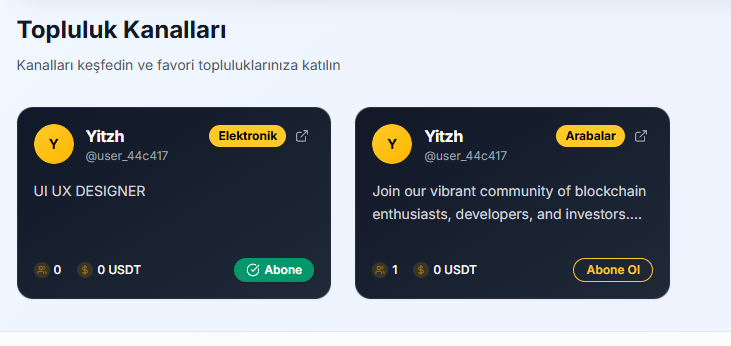 Topluluk Kanalları
Kanalları keşfedin ve favori topluluklarınıza katılın
Y
Yitzh
Elektronik
@user_44c417
UI UX DESIGNER
0
0 USDT
Abone
Y
Yitzh
Arabalar
@user_44c417
Join our vibrant community of blockchain
enthusiasts, developers, and investors....
1
0 USDT
Abone Ol